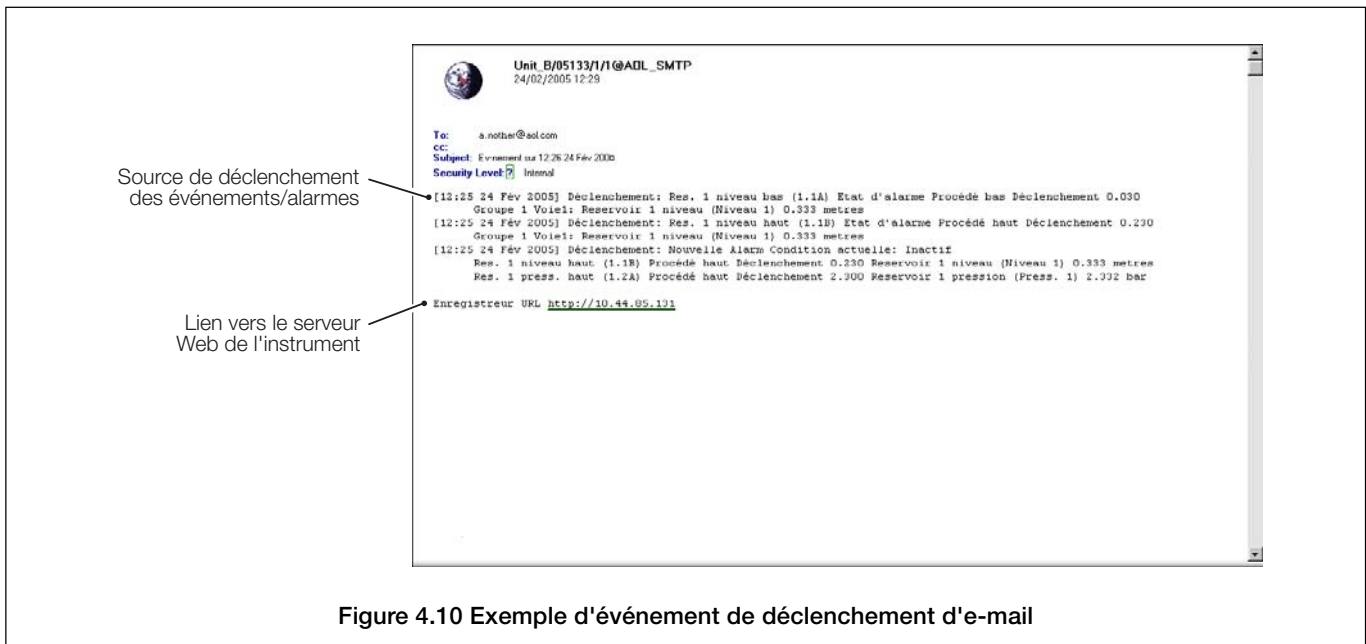 Unit_B/05133/1/1@AOL_SMTP
24/02/2005 12:29
To: a.nother@aol.com
cc:
Subject: 12:26 24 Fév
Security Level: ? Internal
Source de déclenchement
des événements/alarmes
[12:25 24 Fév 2005] Déclenchement: Res. 1 niveau bas (1.1A) Etat d'alarme Procédé bas Déclenchement 0.030
Groupe 1 Voie1: Reservoir 1 niveau (Niveau 1) 0.333 metres
[12:25 24 Fév 2005] Déclenchement: Res. 1 niveau haut (1.1B) Etat d'alarme Procédé haut Déclenchement 0.230
Groupe 1 Voie1: Reservoir 1 niveau (Niveau 1) 0.333 metres
[12:25 24 Fév 2005] Déclenchement: Nouvelle Alarm Condition actuelle: Inactif
Res. 1 niveau haut (1.1B) Procédé haut Déclenchement 0.230 Reservoir 1 niveau (Niveau 1) 0.333 metres
Res. 1 press. haut (1.2A) Procédé haut Déclenchement 2.300 Reservoir 1 pression (Press. 1) 2.332 bar
Lien vers le serveur
Web de l'instrument
Enregistreur URL http://10.44.85.131
Figure 4.10 Exemple d'événement de déclenchement d'e-mail